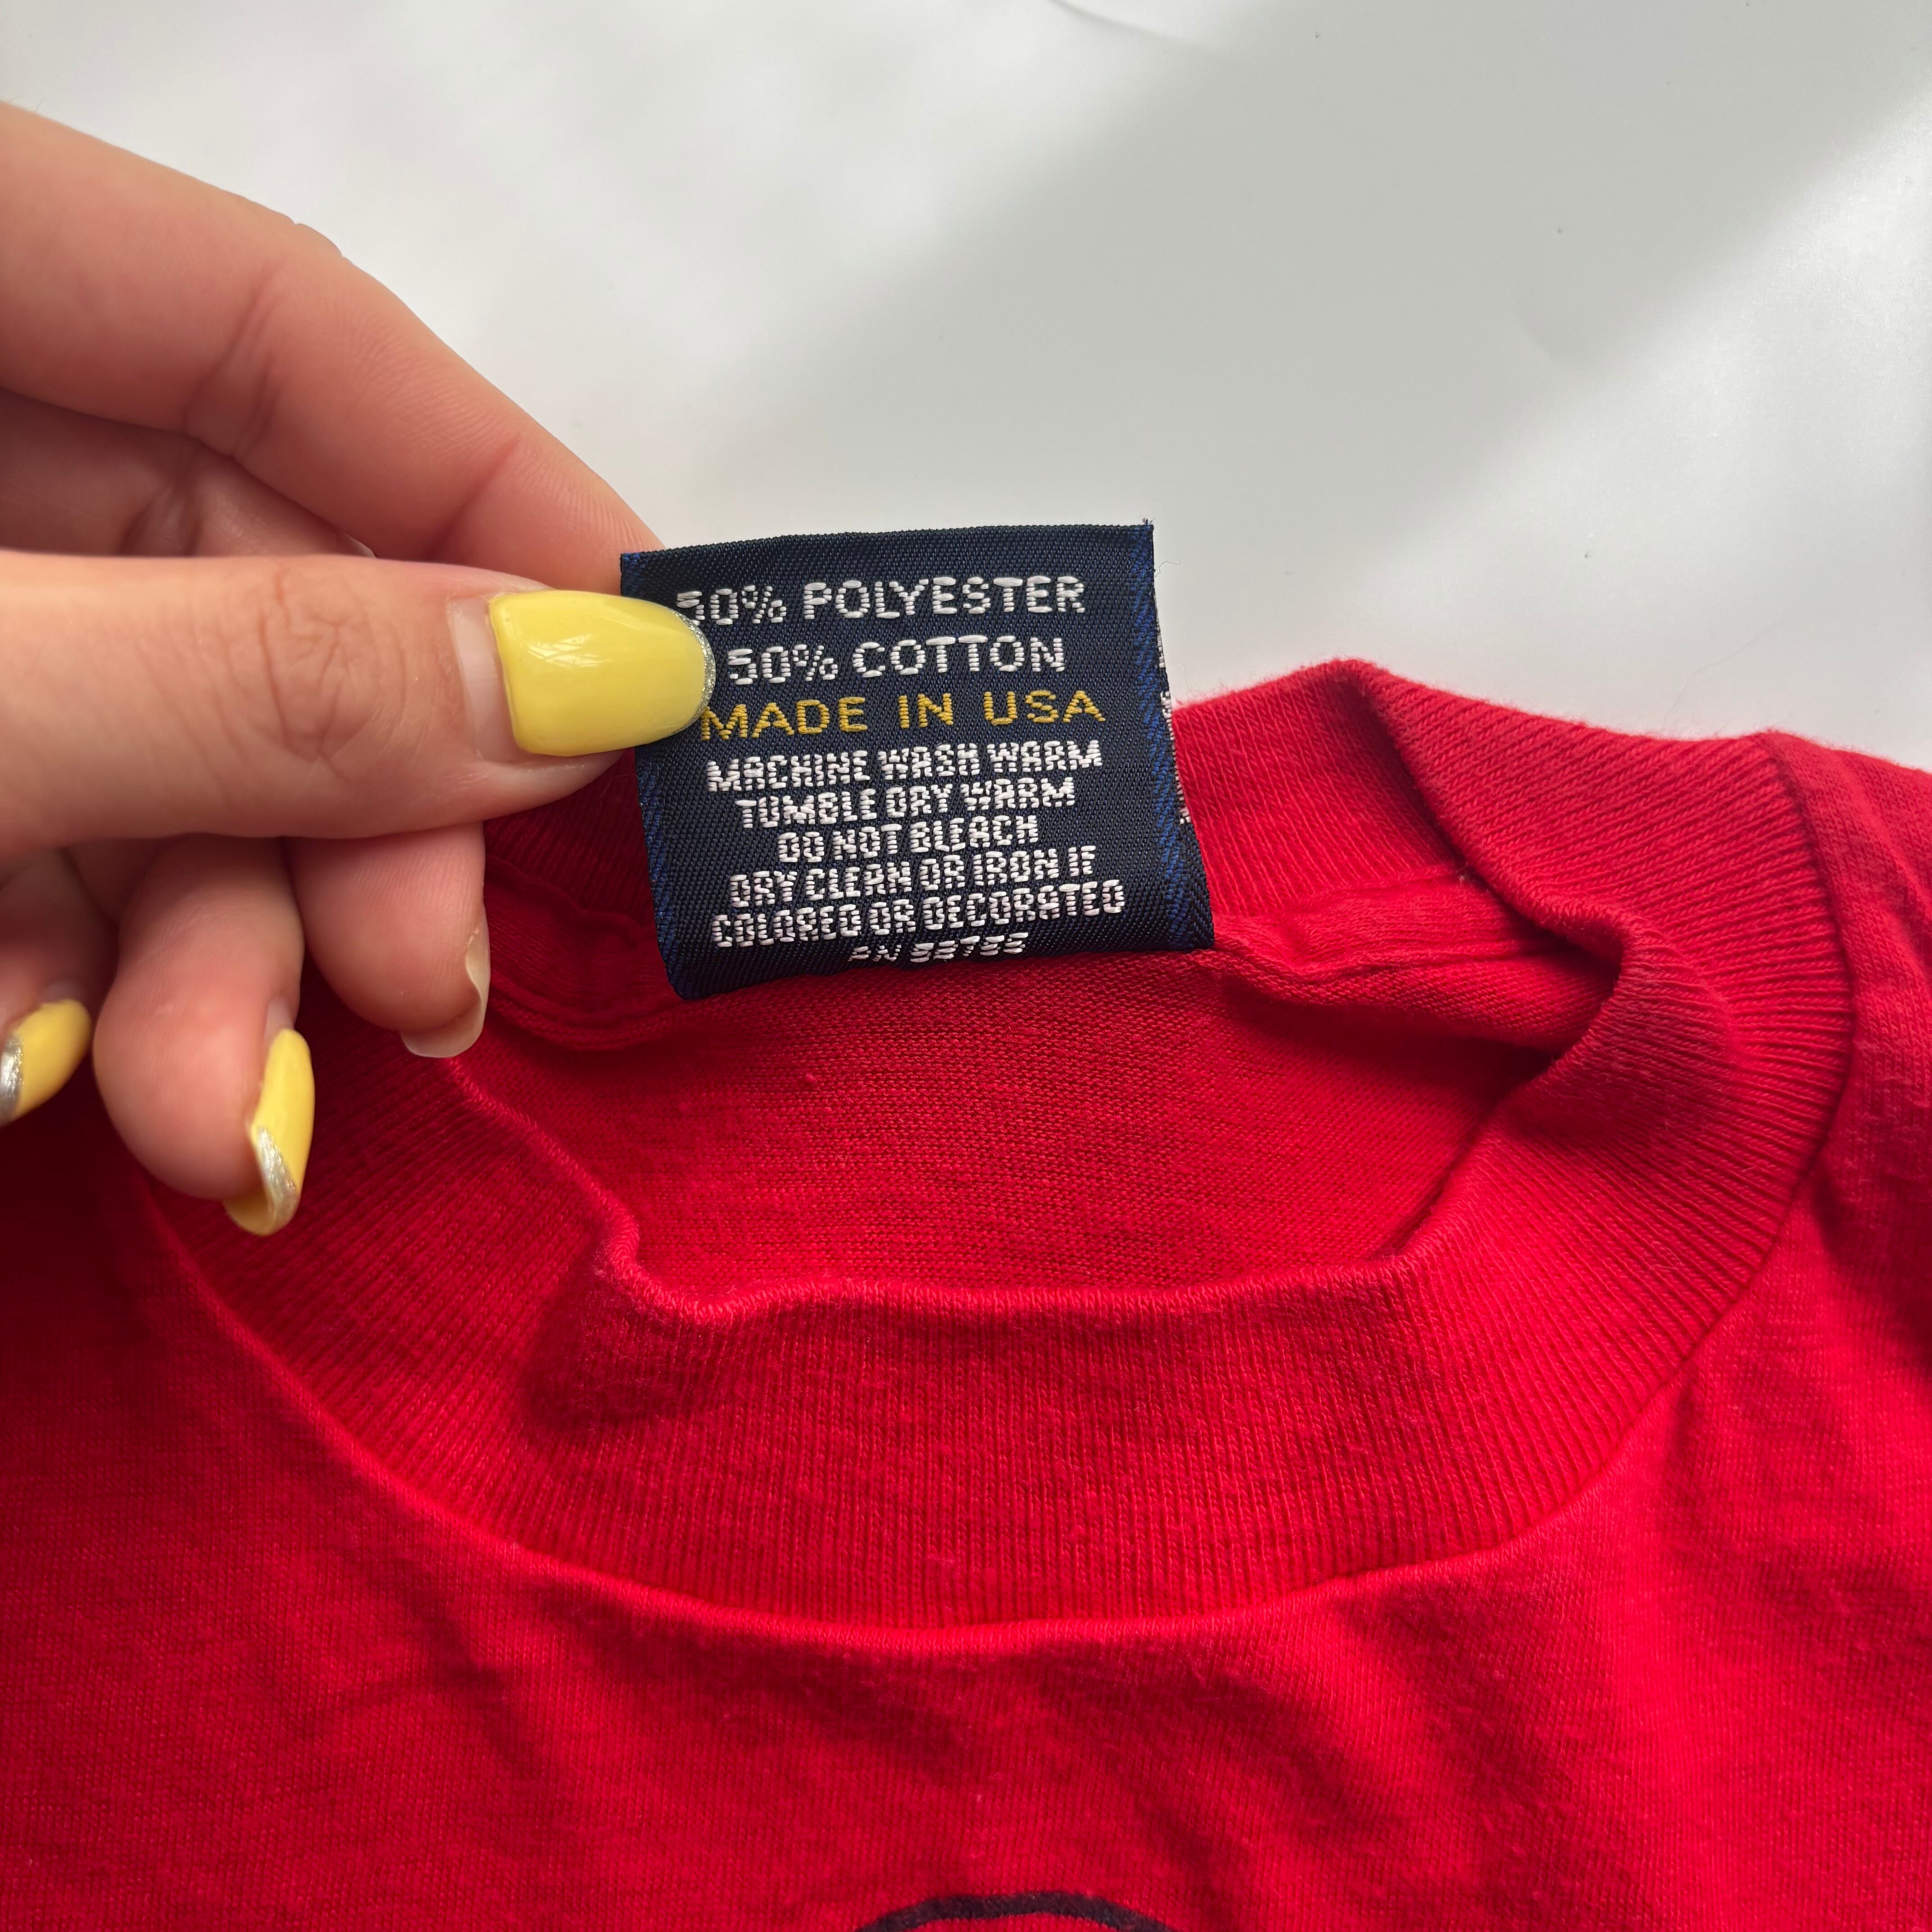 50% POLYESTER
50% COTTON
MADE IN USA
MACHINE WASH WARM
TUMBLE DRY WARM
DO NOT BLEACH
DRY CLEAN OR IRON IF
COLORED OR DECORATED